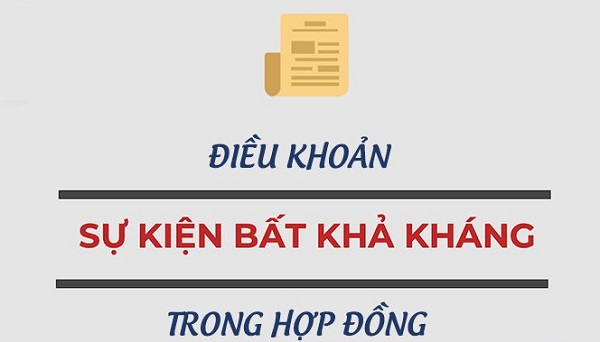 ĐIỀU KHOẢN
SỰ KIỆN BẤT KHẢ KHÁNG
TRONG HỢP ĐỒNG